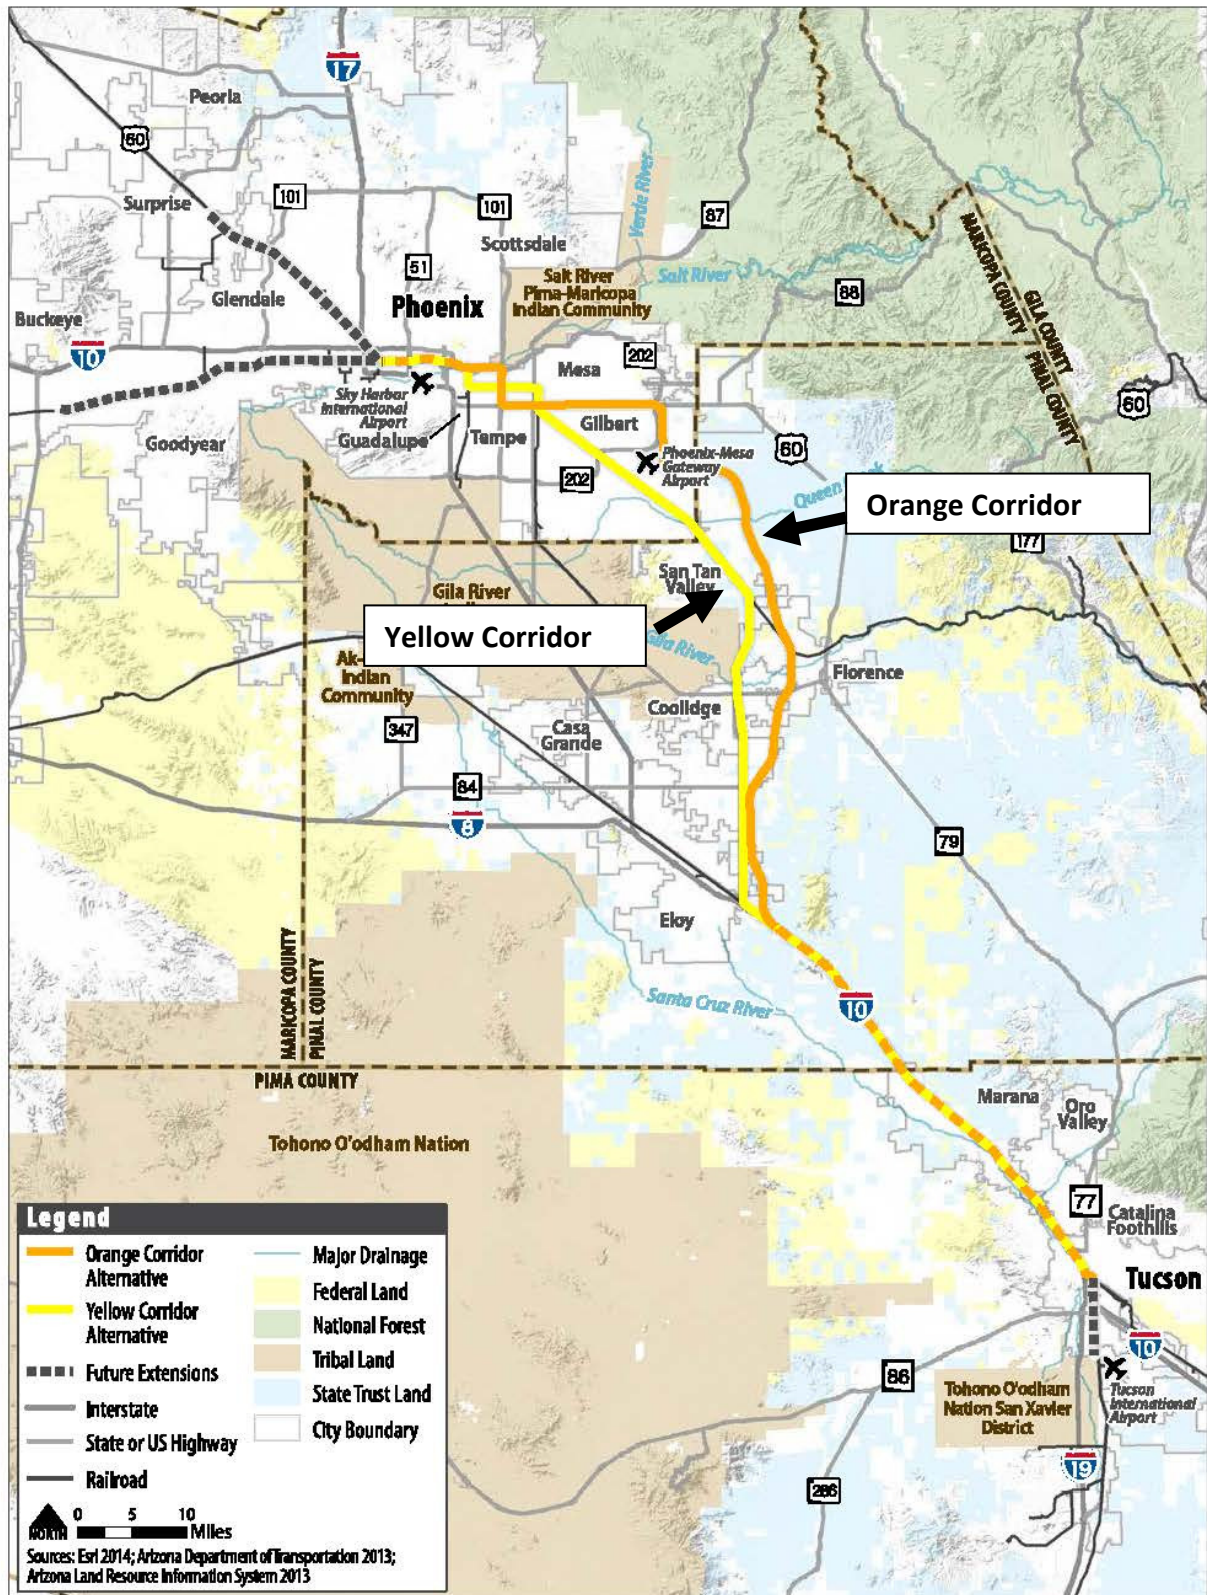 17
Peoria
60
Surprise
101
101
Scottsdale
87
Verde River
51
Salt River
Pima-Maricopa
Indian Community
Salt River
88
MARICOPA COUNTY
GILA COUNTY
PINAL COUNTY
Glendale
Phoenix
Buckeye
10
202
Mesa
60
Sky Harbor
International
Airport
Goodyear
Guadalupe
Tempe
Gilbert
Phoenix-Mesa
Gateway
Airport
60
202
Queen
Orange Corridor
177
San Tan
Valley
Gila River
Yellow Corridor
Gila River
Ak-
Indian
Community
Florence
Coolidge
347
Casa
Grande
84
8
79
Eloy
MARICOPA COUNTY
PINAL COUNTY
Santa Cruz River
10
PIMA COUNTY
Marana
Oro
Valley
Tohono O'odham Nation
77
Catalina
Foothills
Tucson
10
86
Tohono O'odham
Nation San Xavier
District
Tucson
International
Airport
19
286
Legend
Orange Corridor
Alternative
Yellow Corridor
Alternative
Future Extensions
Interstate
State or US Highway
Railroad
Major Drainage
Federal Land
National Forest
Tribal Land
State Trust Land
City Boundary
NORTH
0 5 10
Miles
Sources: Esri 2014; Arizona Department of Transportation 2013;
Arizona Land Resource Information System 2013